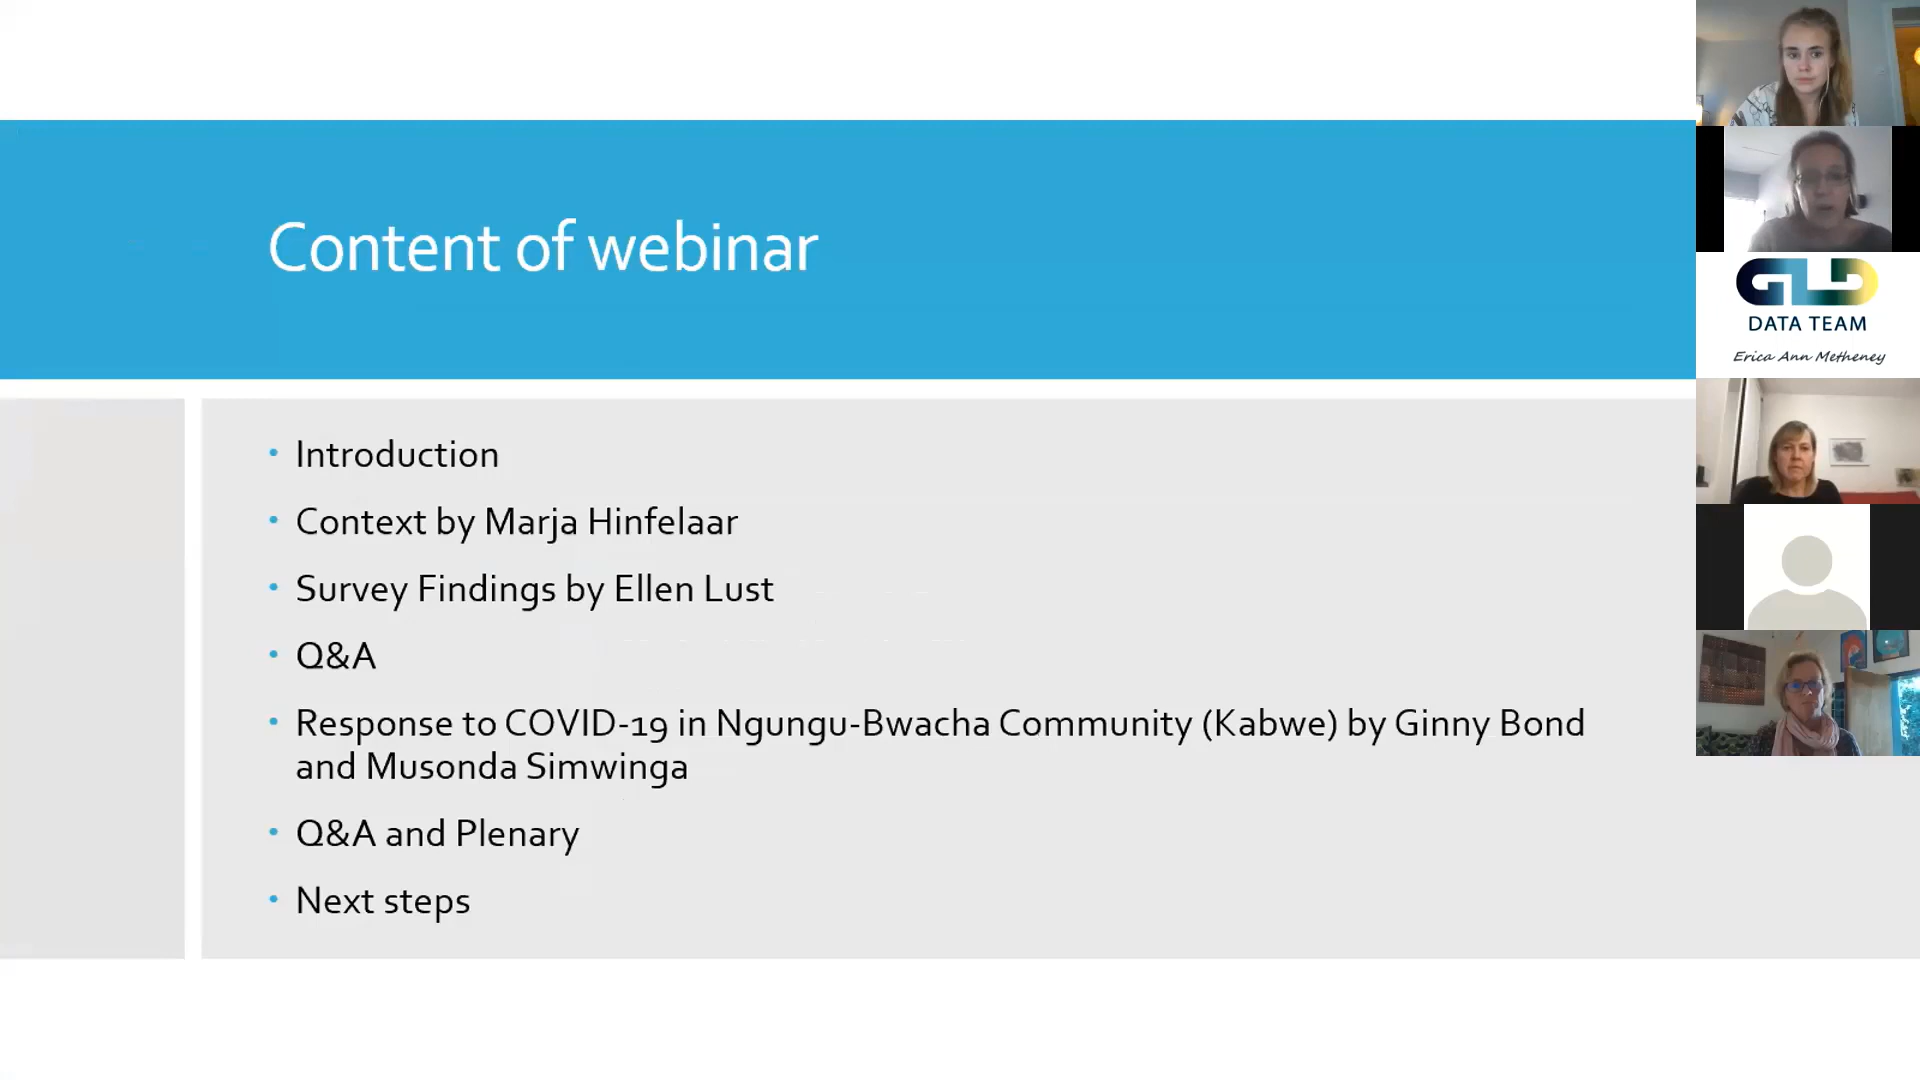 Content of webinar
Introduction
Context by Marja Hinfelaar
Survey Findings by Ellen Lust
Q&A
Response to COVID-19 in Ngungu-Bwacha Community (Kabwe) by Ginny Bond
and Musonda Simwinga
Q&A and Plenary
Next steps
GLD
DATA TEAM
Erica Ann Metheney